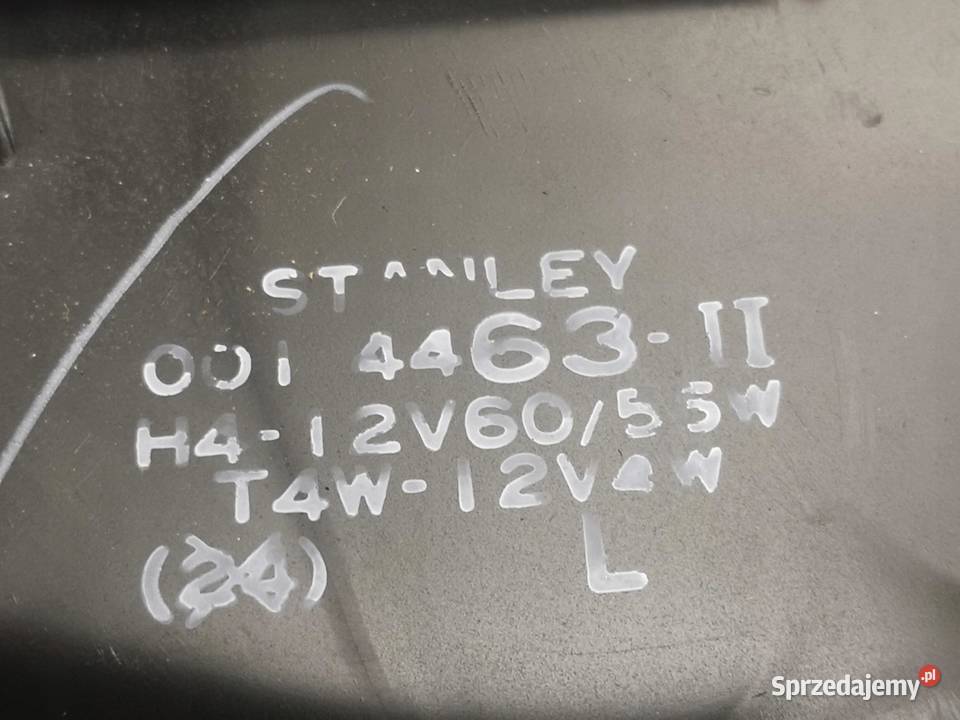 STANLEY
001 4463-II
H4-12V60/55W
T4W-12V4W
(24) L
Sprzedajemy.pl